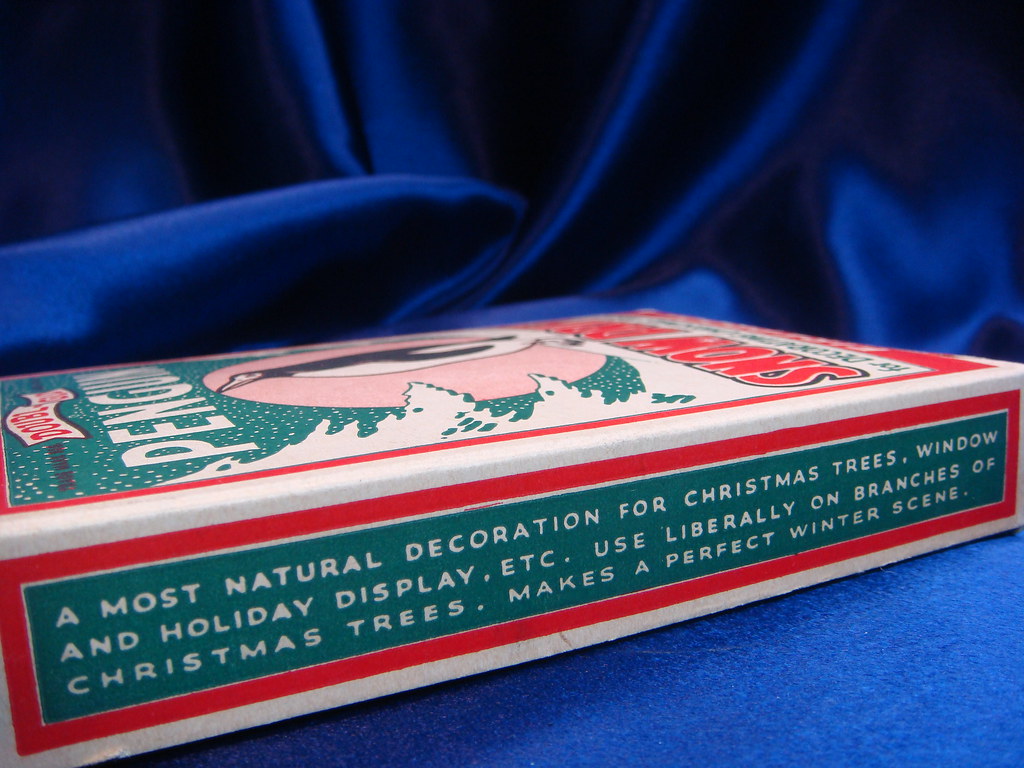 PENGUIN
SNOW
A MOST NATURAL DECORATION FOR CHRISTMAS TREES, WINDOW
AND HOLIDAY DISPLAY, ETC. USE LIBERALLY ON BRANCHES OF
CHRISTMAS TREES. MAKES A PERFECT WINTER SCENE.